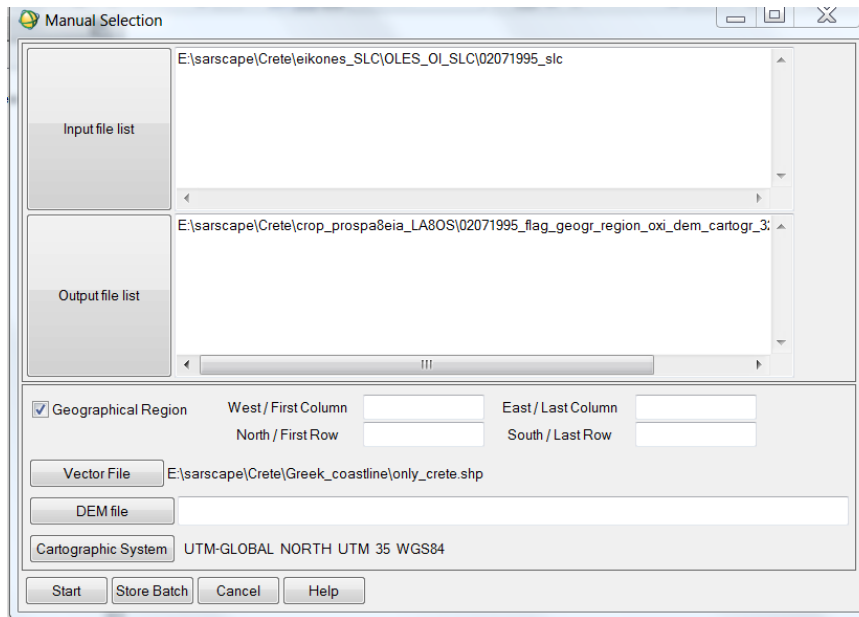 Manual Selection
Input file list
E:\sarscape\Crete\eikones_SLC\OLES_OI_SLC\02071995_slc
Output file list
E:\sarscape\Crete\crop_prospa8eia_LA8OS\02071995_flag_geogr_region_oxi_dem_cartogr_32
Geographical Region West / First Column East / Last Column
North / First Row South / Last Row
Vector File E:\sarscape\Crete\Greek_coastline\only_crete.shp
DEM file
Cartographic System UTM-GLOBAL NORTH UTM 35 WGS84
Start Store Batch Cancel Help